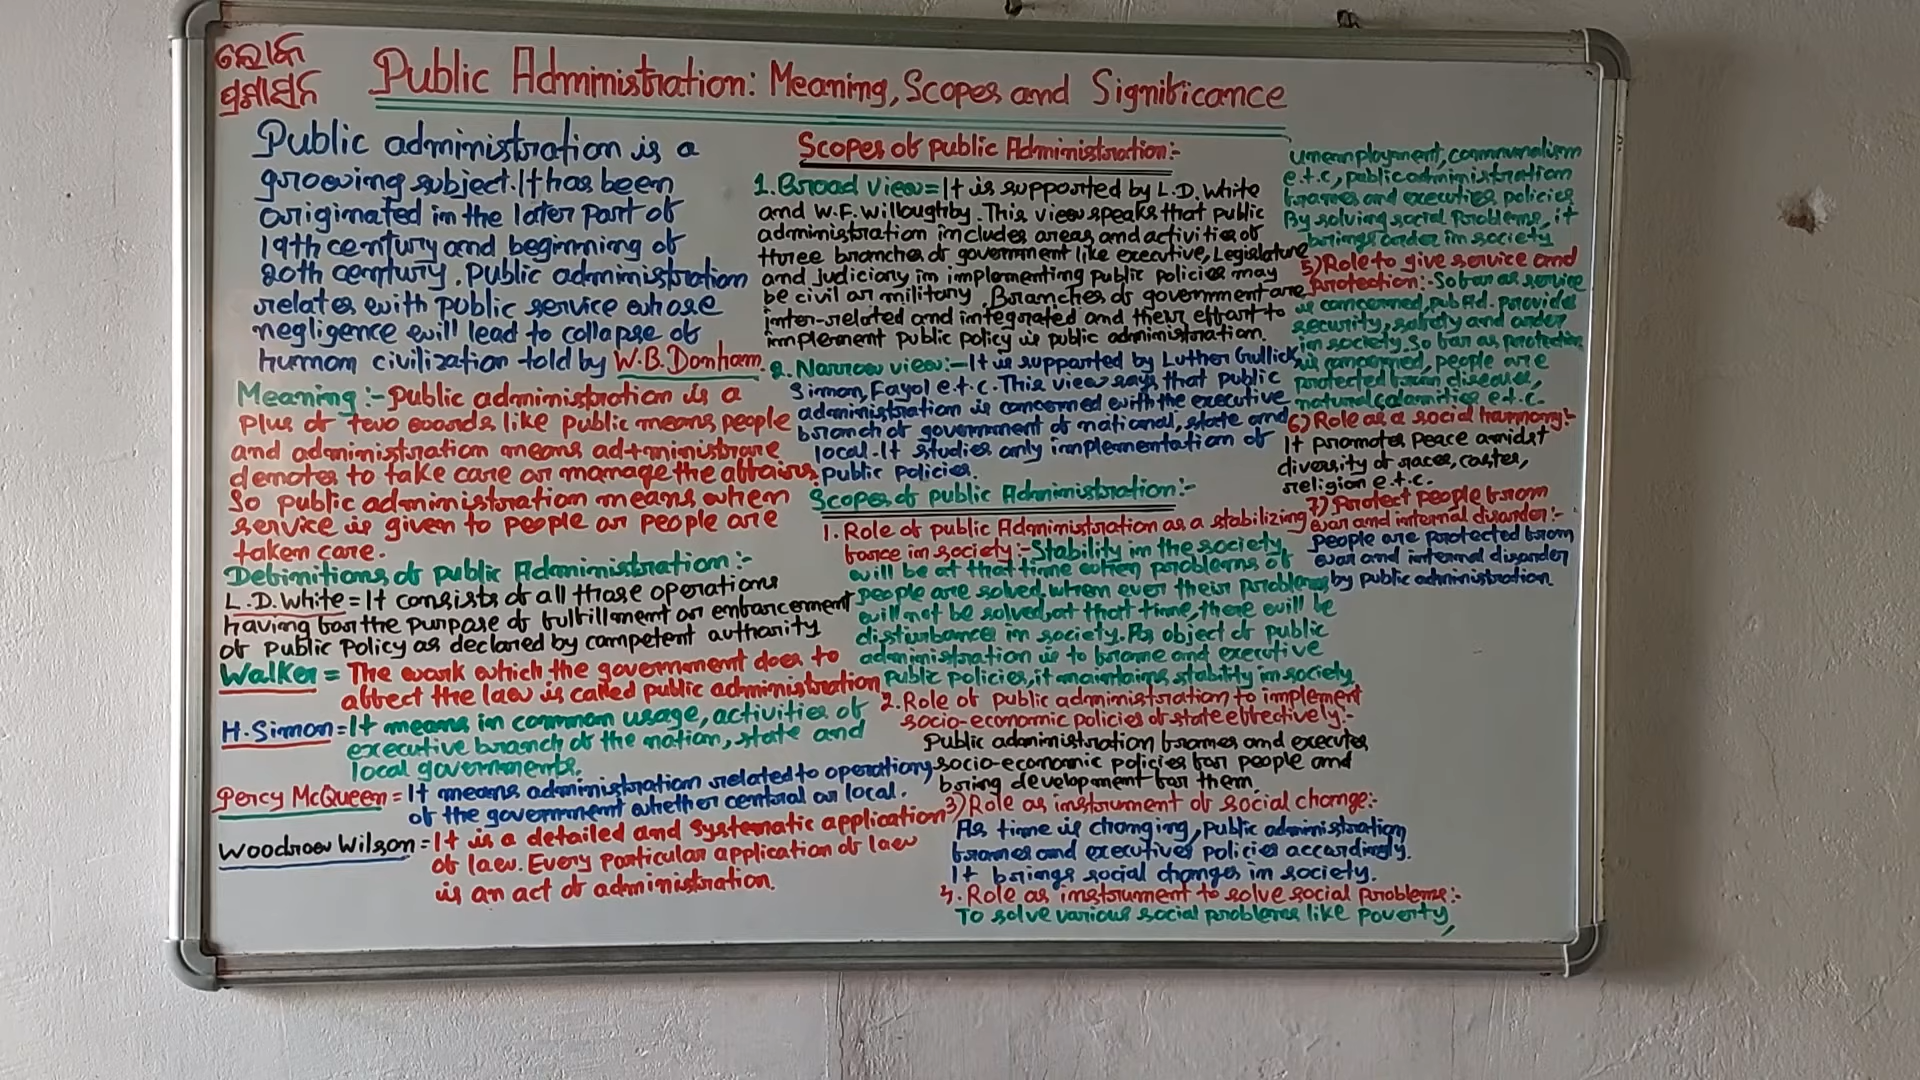 ଲୋକ
ପ୍ରଶାସନ
Public Administration: Meaning, Scopes and Significance
Public administration is a
growing subject. It has been
originated in the later part of
19th century and beginning of
20th century. Public administration
relates with public service whose
negligence will lead to collapse of
human civilization told by W.B. Donham.
Meaning:- Public administration is a
plus of two words like public means people
and administration means ad+ministrare
denotes to take care or manage the affairs.
So public administration means when
service is given to people or people are
taken care.
Definitions of public Administration:-
L.D. White = It consists of all those operations
having for the purpose of fulfillment or enforcement
of public policy as declared by competent authority
Walker = The work which the government does to
affect the law is called public administration
H. Simon = It means in common usage, activities of
executive branch of the nation, state and
local governments.
Percy McQueen = It means administration related to operations
of the government whether central or local.
Woodrow Wilson = It is a detailed and systematic application
of law. Every particular application of law
is an act of administration.
Scopes of public Administration:-
1. Broad view = It is supported by L.D. White
and W.F. Willoughby. This view speaks that public
administration includes areas and activities of
three branches of government like executive, Legislature
and judiciary in implementing public policies may
be civil or military. Branches of government are
inter-related and integrated and their effort to
implement public policy is public administration.
2. Narrow view:- It is supported by Luther Gullick,
Simon, Fayol e.t.c. This view says that public
administration is concerned with the executive
branch of government of national, state and
local. It studies only implementation of
public policies.
Scopes of public Administration:-
1. Role of public Administration as a stabilizing
force in society:- Stability in the society
will be at that time when problems of
people are solved, when ever their problems
will not be solved, at that time, there will be
disturbance in society. As object of public
administration is to frame and executive
public policies, it maintains stability in society.
2. Role of public administration to implement
socio-economic policies of state effectively:-
Public administration frames and executes
socio-economic policies for people and
bring development for them.
3) Role as instrument of social change:-
As time is changing, public administration
frames and executives policies accordingly.
It brings social changes in society.
4. Role as instrument to solve social problems:-
To solve various social problems like poverty,
unemployment, communalism
e.t.c, public administration
frames and executies policies
By solving social problems, it
brings order in society
5) Role to give service and
protection:- So far as service
is concerned, pub Ad. provides
security, safety and order
in society. So far as protection
is concerned, people are
protected from diseases,
natural calamities e.t.c.
6) Role as a social harmony:-
It promotes peace amidst
diversity of races, castes,
religion e.t.c.
7) Protect people from
war and internal disorder:-
people are protected from
war and internal disorder
by public administration.